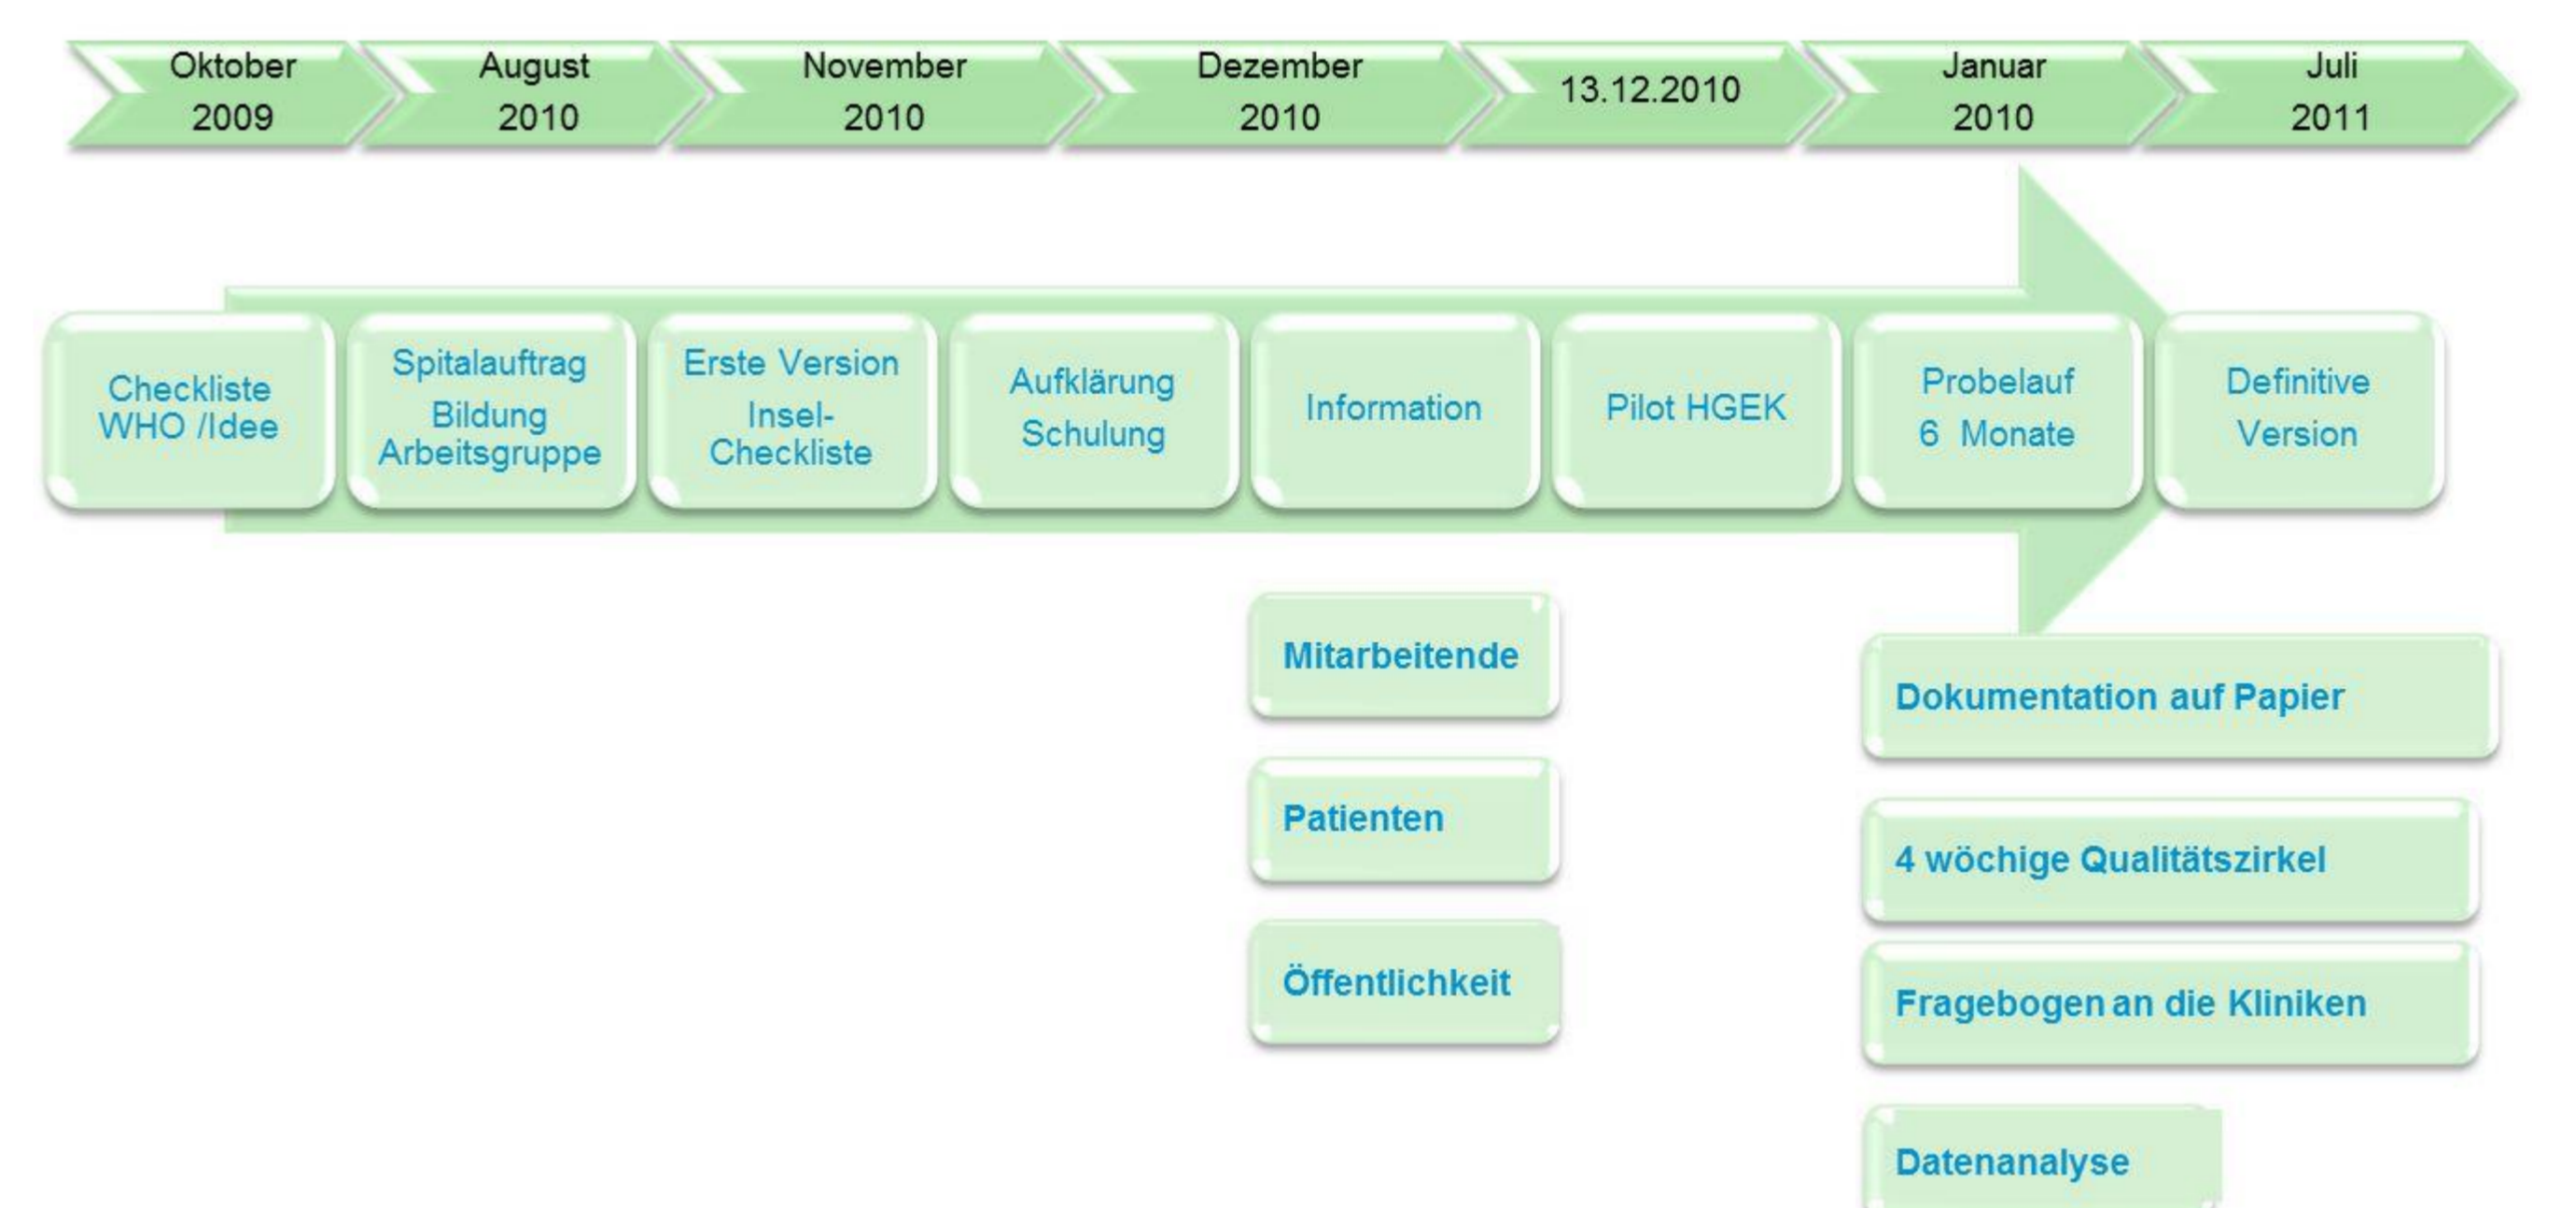 Oktober
2009
August
2010
November
2010
Dezember
2010
13.12.2010
Januar
2010
Juli
2011
Checkliste
WHO /Idee
Spitalauftrag
Bildung
Arbeitsgruppe
Erste Version
Insel-
Checkliste
Aufklärung
Schulung
Information
Pilot HGEK
Probelauf
6 Monate
Definitive
Version
Mitarbeitende
Patienten
Öffentlichkeit
Dokumentation auf Papier
4 wöchige Qualitätszirkel
Fragebogen an die Kliniken
Datenanalyse